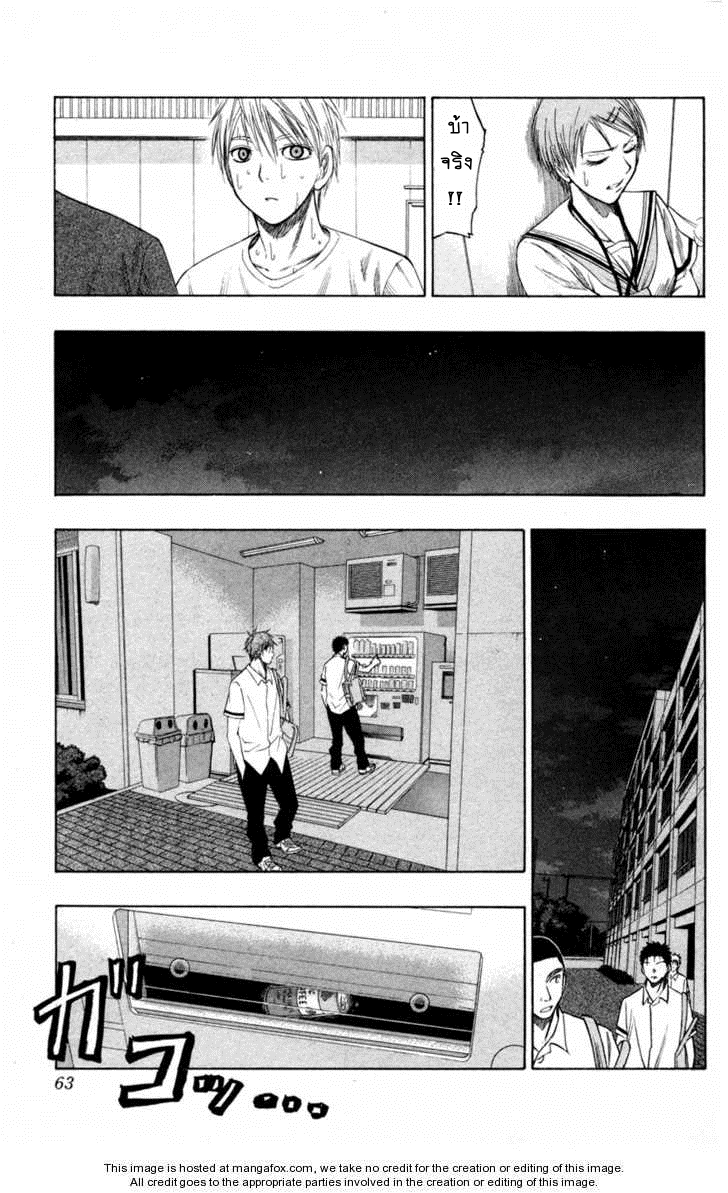 บ้า
จริง
!!
COFFEE
ガコッ...
63
This image is hosted at mangafox.com, we take no credit for the creation or editing of this image.
All credit goes to the appropriate parties involved in the creation or editing of this image.